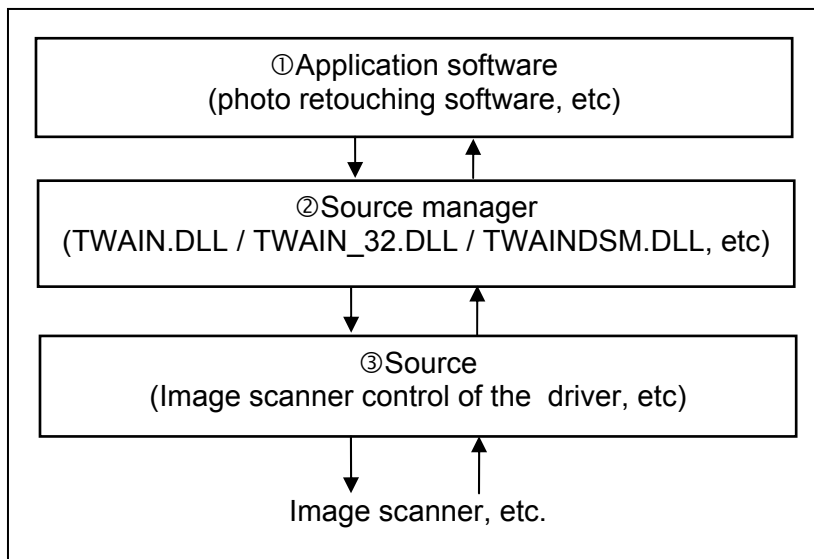 ①Application software
(photo retouching software, etc)
②Source manager
(TWAIN.DLL / TWAIN_32.DLL / TWAINDSM.DLL, etc)
③Source
(Image scanner control of the driver, etc)
Image scanner, etc.